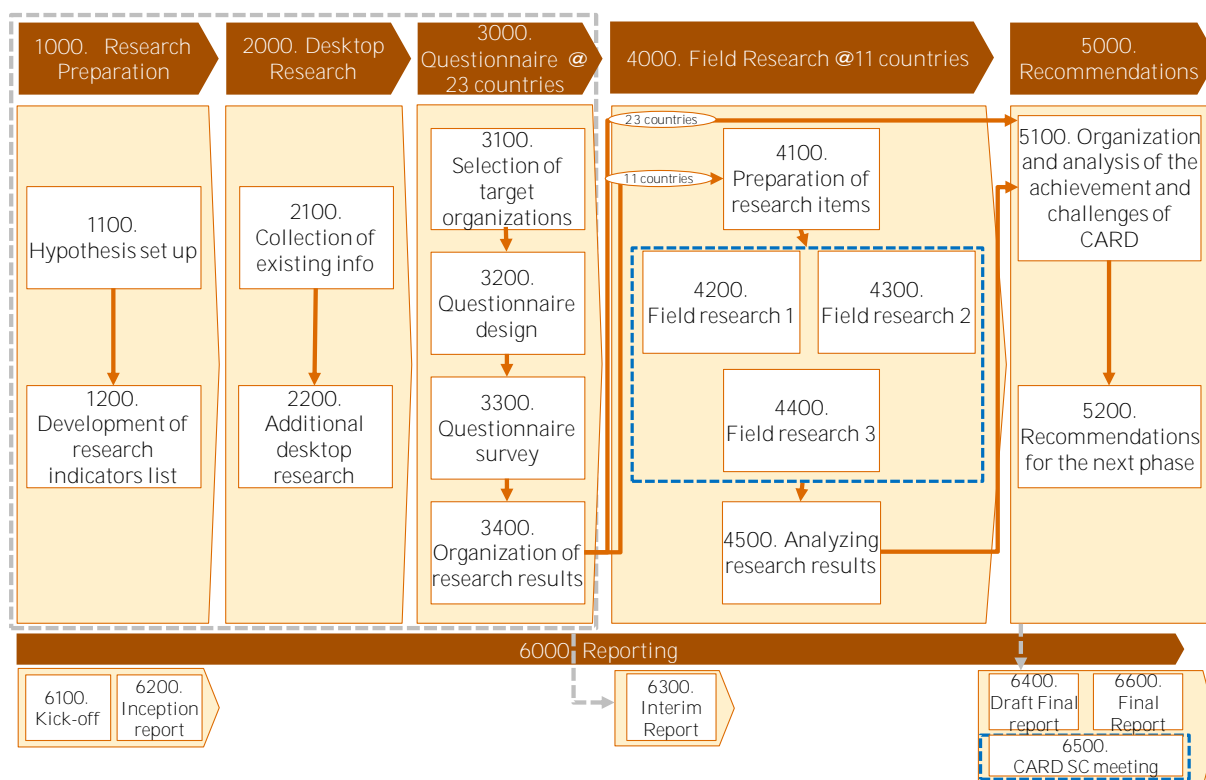 1000. Research
Preparation
2000. Desktop
Research
3000.
Questionnaire @
23 countries
4000. Field Research @11 countries
5000.
Recommendations
1100.
Hypothesis set up
1200.
Development of
research
indicators list
2100.
Collection of
existing info
2200.
Additional
desktop
research
3100.
Selection of
target
organizations
3200.
Questionnaire
design
3300.
Questionnaire
survey
3400.
Organization of
research results
23 countries
11 countries
4100.
Preparation of
research items
4200.
Field research 1
4300.
Field research 2
4400.
Field research 3
4500. Analyzing
research results
5100. Organization
and analysis of the
achievement and
challenges of
CARD
5200.
Recommendations
for the next phase
6000. Reporting
6100.
Kick-off
6200.
Inception
report
6300.
Interim
Report
6400.
Draft Final
report
6600.
Final
Report
6500.
CARD SC meeting